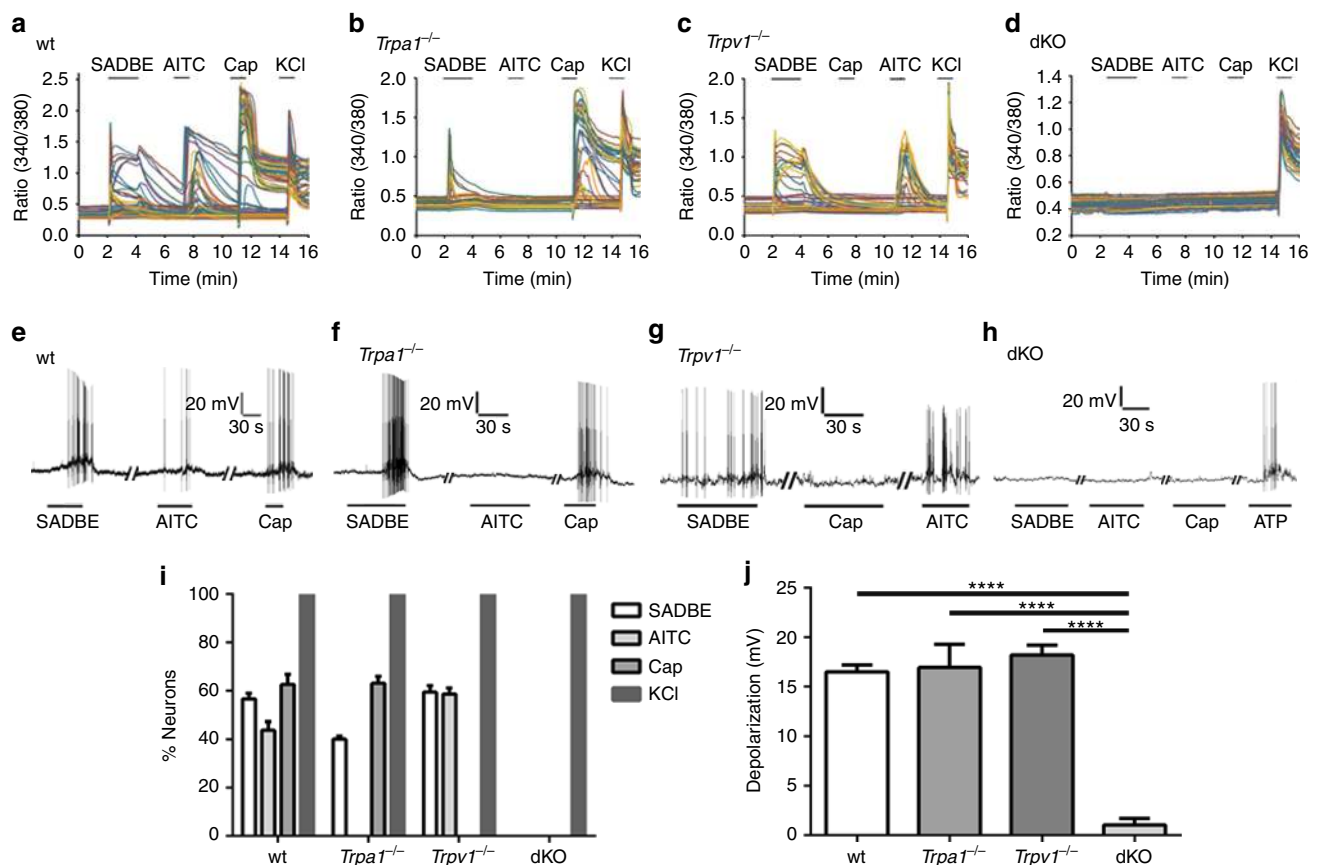 a
wt
SADBE AITC Cap KCl
2.5
2.0
1.5
1.0
0.5
0.0
Ratio (340/380)
0 2 4 6 8 10 12 14 16
Time (min)
b
Trpa1–/–
SADBE AITC Cap KCl
2.0
1.5
1.0
0.5
0.0
Ratio (340/380)
0 2 4 6 8 10 12 14 16
Time (min)
c
Trpv1–/–
SADBE Cap AITC KCl
2.0
1.5
1.0
0.5
0.0
Ratio (340/380)
0 2 4 6 8 10 12 14 16
Time (min)
d
dKO
SADBE AITC Cap KCl
1.4
1.2
1.0
0.8
0.6
0.4
0.2
Ratio (340/380)
0 2 4 6 8 10 12 14 16
Time (min)
e
wt
20 mV
30 s
SADBE AITC Cap
f
Trpa1–/–
20 mV
30 s
SADBE AITC Cap
g
Trpv1–/–
20 mV
30 s
SADBE Cap AITC
h
dKO
20 mV
30 s
SADBE AITC Cap ATP
i
100
80
60
40
20
0
% Neurons
wt Trpa1–/– Trpv1–/– dKO
SADBE
AITC
Cap
KCl
j
25
20
15
10
5
0
Depolarization (mV)
****
****
****
wt Trpa1–/– Trpv1–/– dKO